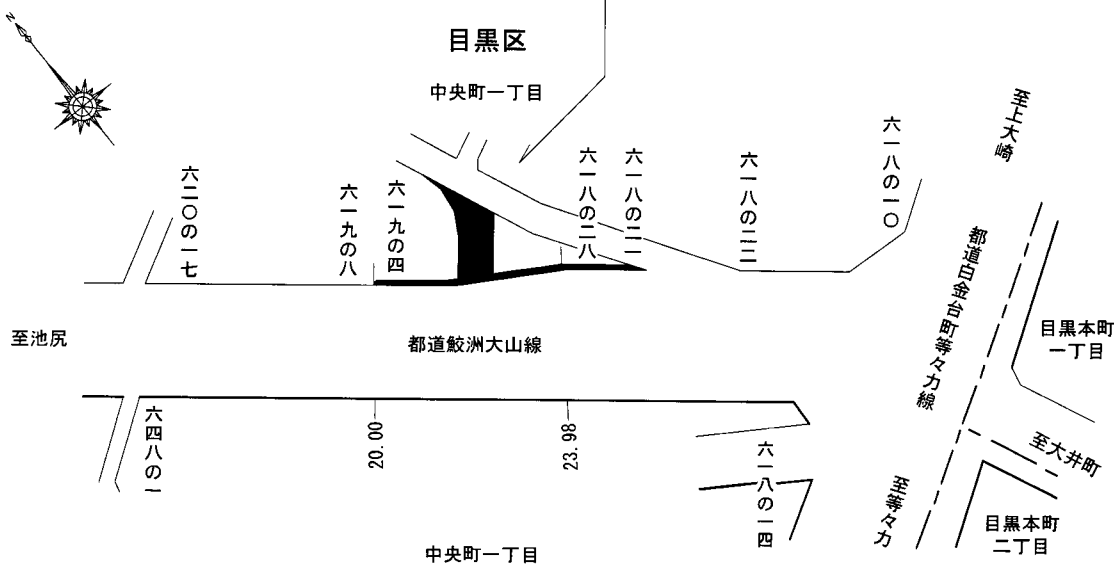 N
目黒区
中央町一丁目
六二〇の一七
六一九の八
六一九の四
六一八の二八
六一八の二一
六一八の二二
六一八の一〇
至上大崎
都道白金台町等々力線
目黒本町
一丁目
至池尻
都道鮫洲大山線
六四八の一
20.00
23.98
六一八の一四
至大井町
至等々力
目黒本町
二丁目
中央町一丁目